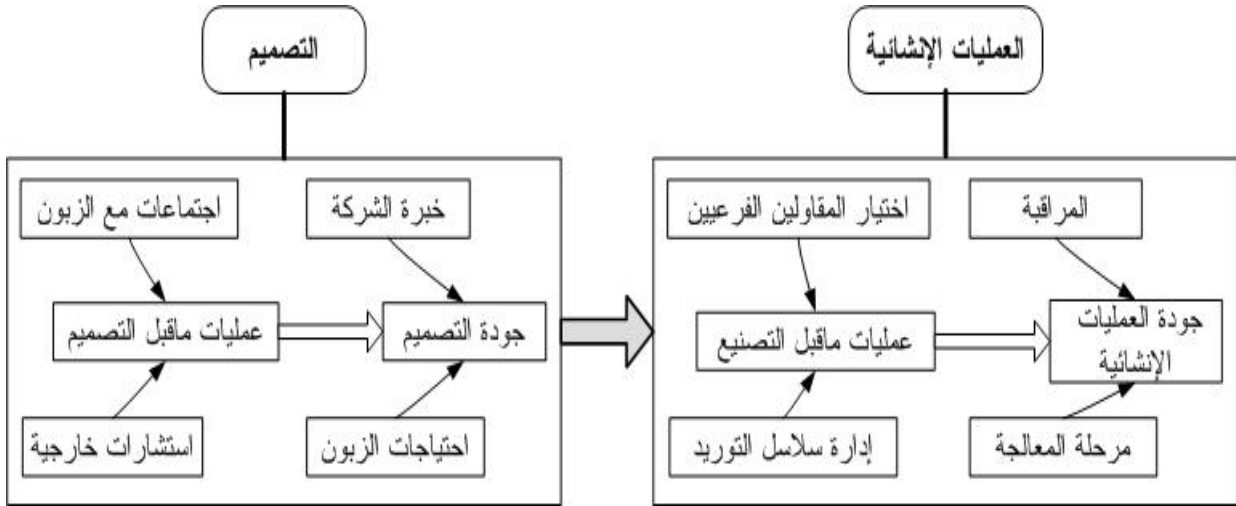 التصميم
العمليات الإنشائية
اجتماعات مع الزبون
خبرة الشركة
عمليات ماقبل التصميم
جودة التصميم
استشارات خارجية
احتياجات الزبون
اختيار المقاولين الفرعيين
المراقبة
عمليات ماقبل التصنيع
جودة العمليات
الإنشائية
إدارة سلاسل التوريد
مرحلة المعالجة